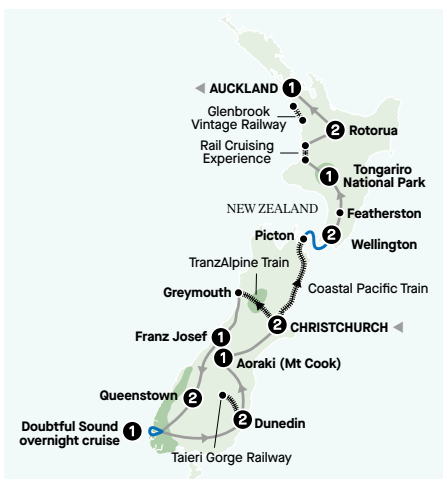 ◀ AUCKLAND 1
Glenbrook
Vintage Railway
2 Rotorua
Rail Cruising
Experience
1 Tongariro
National Park
NEW ZEALAND
Featherston
Picton
2 Wellington
TranzAlpine Train
Greymouth
Coastal Pacific Train
2 CHRISTCHURCH ◀
Franz Josef 1
1 Aoraki (Mt Cook)
Queenstown 2
Doubtful Sound 1
overnight cruise
2 Dunedin
Taieri Gorge Railway